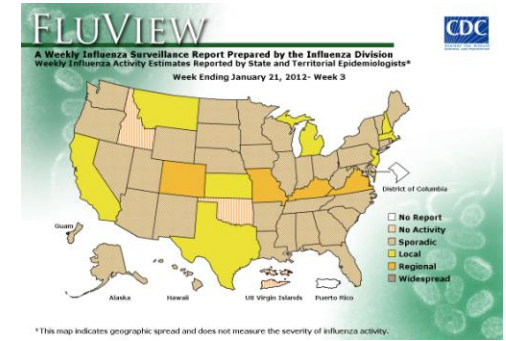 FLUVIEW
CDC
A Weekly Influenza Surveillance Report Prepared by the Influenza Division
Weekly Influenza Activity Estimates Reported by State and Territorial Epidemiologists*
Week Ending January 21, 2012- Week 3
District of Columbia
No Report
No Activity
Sporadic
Local
Regional
Widespread
Guam
Alaska
Hawaii
US Virgin Islands
Puerto Rico
*This map indicates geographic spread and does not measure the severity of influenza activity.